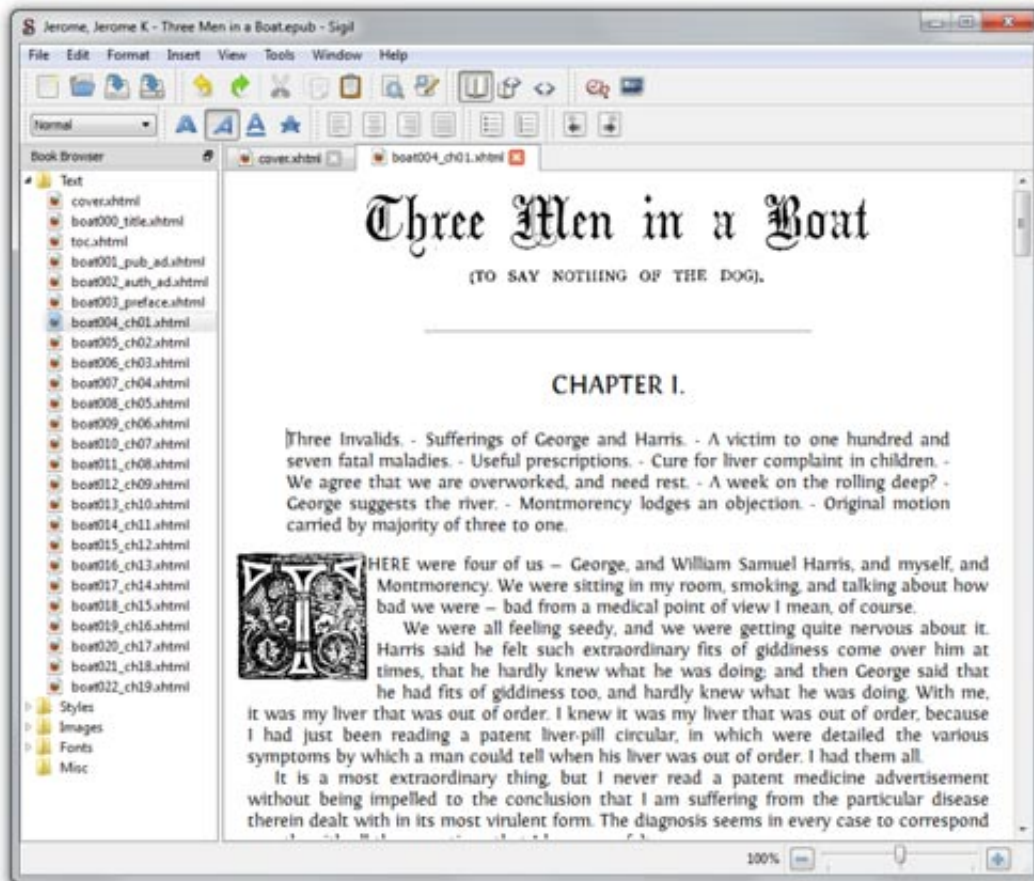 Jerome, Jerome K - Three Men in a Boat.epub - Sigil
File Edit Format Insert View Tools Window Help
Normal
Book Browser
cover.xhtml
boat004_ch01.xhtml
Text
cover.xhtml
boat000_title.xhtml
toc.xhtml
boat001_pub_ad.xhtml
boat002_auth_ad.xhtml
boat003_preface.xhtml
boat004_ch01.xhtml
boat005_ch02.xhtml
boat006_ch03.xhtml
boat007_ch04.xhtml
boat008_ch05.xhtml
boat009_ch06.xhtml
boat010_ch07.xhtml
boat011_ch08.xhtml
boat012_ch09.xhtml
boat013_ch10.xhtml
boat014_ch11.xhtml
boat015_ch12.xhtml
boat016_ch13.xhtml
boat017_ch14.xhtml
boat018_ch15.xhtml
boat019_ch16.xhtml
boat020_ch17.xhtml
boat021_ch18.xhtml
boat022_ch19.xhtml
Styles
Images
Fonts
Misc
Three Men in a Boat
(TO SAY NOTHING OF THE DOG).
CHAPTER I.
Three Invalids. - Sufferings of George and Harris. - A victim to one hundred and
seven fatal maladies. - Useful prescriptions. - Cure for liver complaint in children. -
We agree that we are overworked, and need rest. - A week on the rolling deep? -
George suggests the river. - Montmorency lodges an objection. - Original motion
carried by majority of three to one.
THERE were four of us – George, and William Samuel Harris, and myself, and
Montmorency. We were sitting in my room, smoking, and talking about how
bad we were – bad from a medical point of view I mean, of course.
We were all feeling seedy, and we were getting quite nervous about it.
Harris said he felt such extraordinary fits of giddiness come over him at
times, that he hardly knew what he was doing; and then George said that
he had fits of giddiness too, and hardly knew what he was doing. With me,
it was my liver that was out of order. I knew it was my liver that was out of order, because
I had just been reading a patent liver-pill circular, in which were detailed the various
symptoms by which a man could tell when his liver was out of order. I had them all.
It is a most extraordinary thing, but I never read a patent medicine advertisement
without being impelled to the conclusion that I am suffering from the particular disease
therein dealt with in its most virulent form. The diagnosis seems in every case to correspond
100%